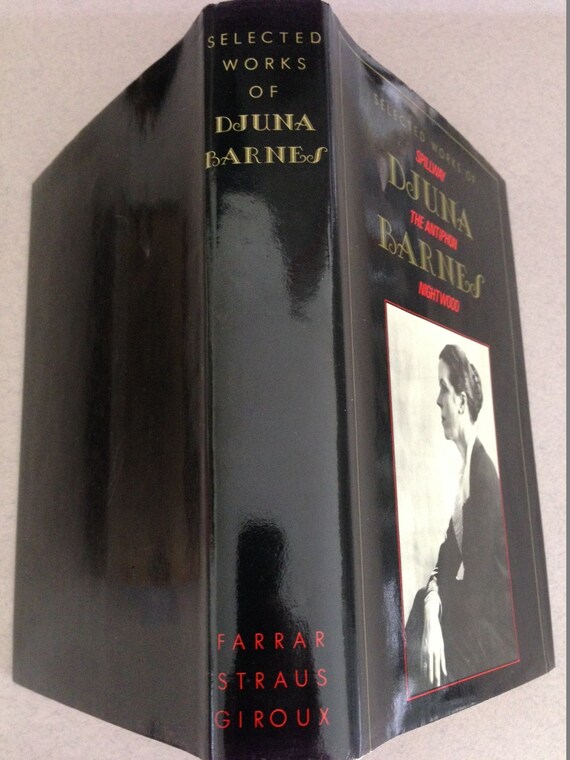 SELECTED
WORKS
OF
DJUNA
BARNES
FARRAR
STRAUS
GIROUX
SELECTED WORKS OF
SPILLWAY
DJUNA
THE ANTIPHON
BARNES
NIGHTWOOD